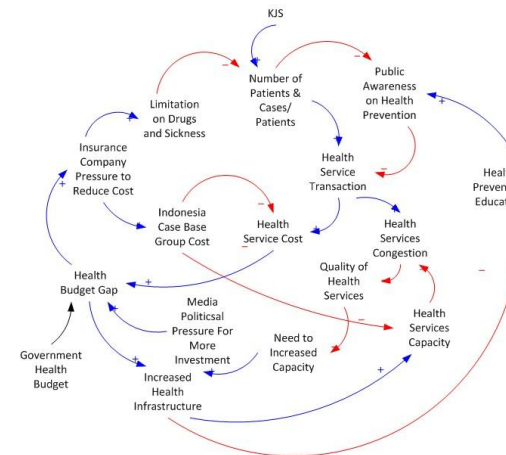 KJS
Number of
Patients &
Cases/
Patients
Public
Awareness
on Health
Prevention
Limitation
on Drugs
and Sickness
Insurance
Company
Pressure to
Reduce Cost
Health
Service
Transaction
Heal
Preven
Educat
Indonesia
Case Base
Group Cost
Health
Service Cost
Health
Services
Congestion
Quality of
Health
Services
Health
Budget Gap
Media
Politicsal
Pressure For
More
Investment
Need to
Increased
Capacity
Health
Services
Capacity
Government
Health
Budget
Increased
Health
Infrastructure